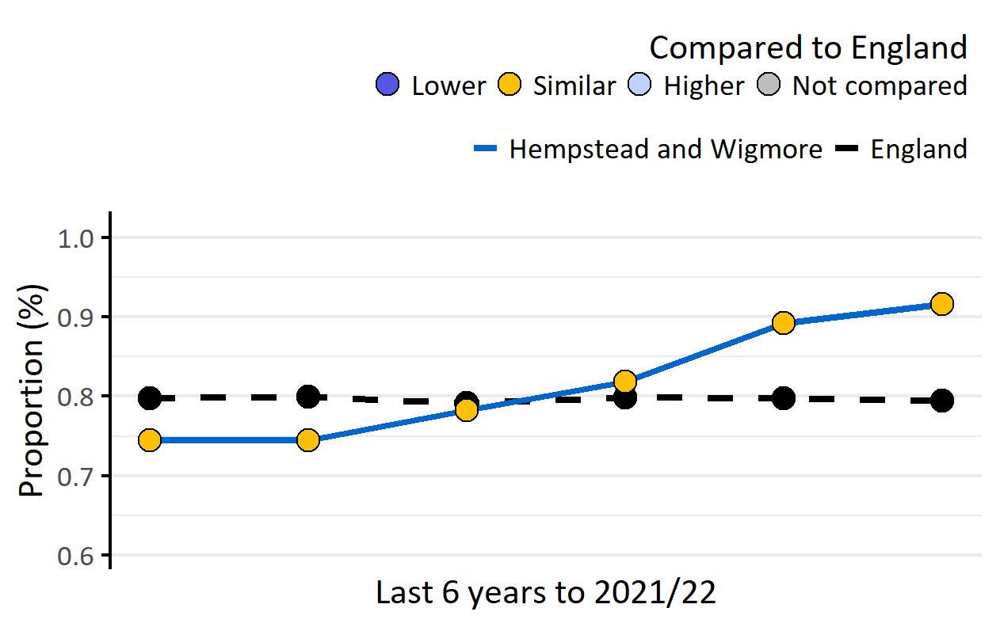 Compared to England
Lower Similar Higher Not compared
Hempstead and Wigmore England
1.0
0.9
0.8
0.7
0.6
Proportion (%)
Last 6 years to 2021/22